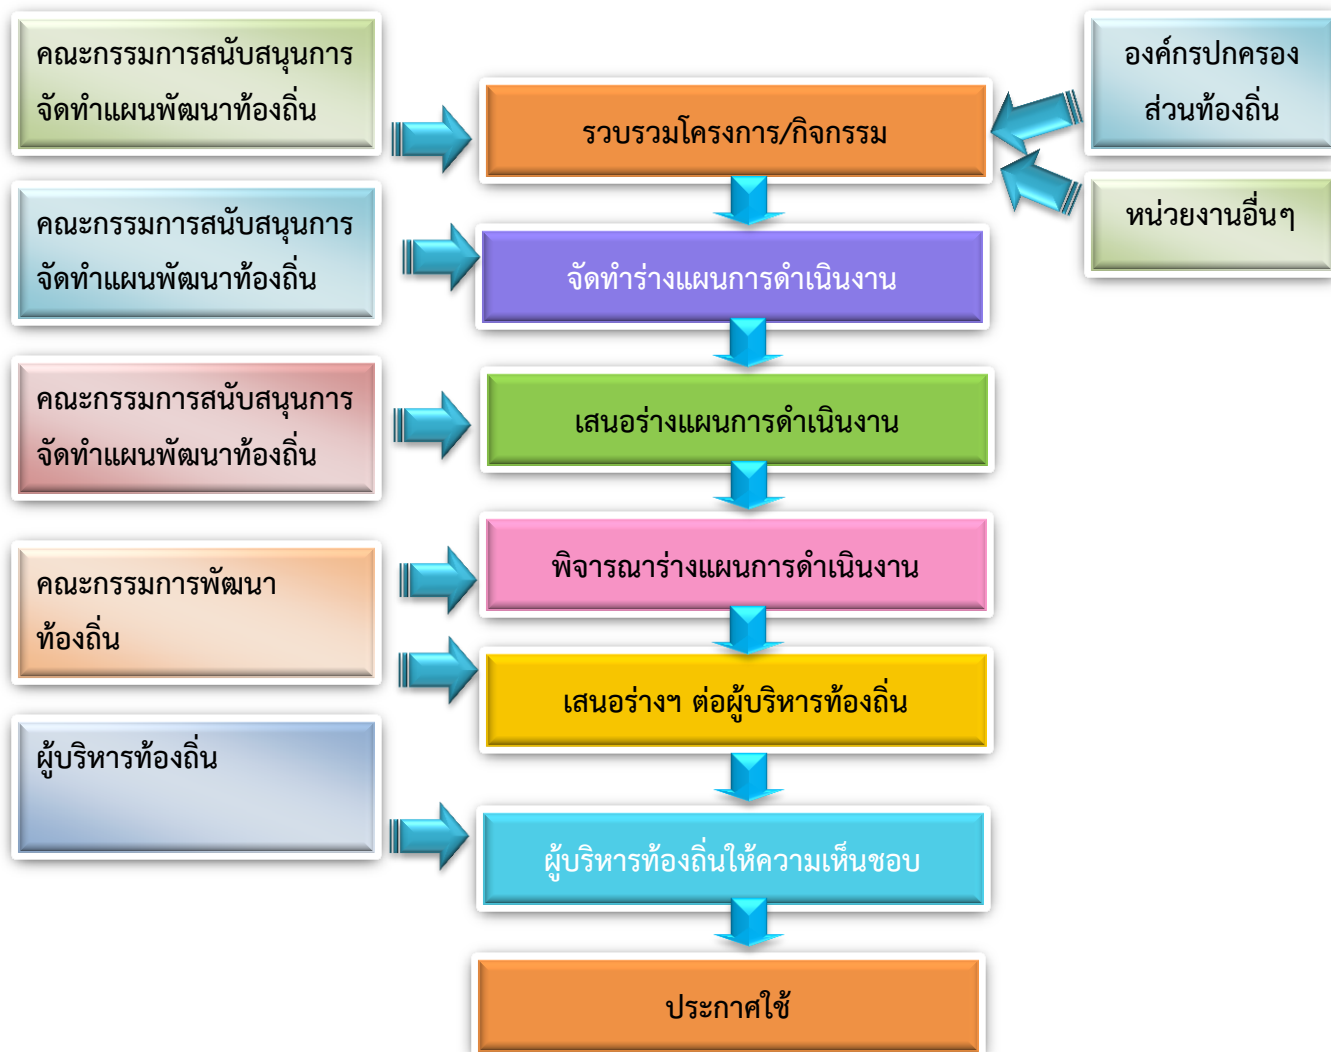 คณะกรรมการสนับสนุนการ
จัดทำแผนพัฒนาท้องถิ่น
องค์กรปกครอง
ส่วนท้องถิ่น
รวบรวมโครงการ/กิจกรรม
หน่วยงานอื่นๆ
คณะกรรมการสนับสนุนการ
จัดทำแผนพัฒนาท้องถิ่น
จัดทำร่างแผนการดำเนินงาน
คณะกรรมการสนับสนุนการ
จัดทำแผนพัฒนาท้องถิ่น
เสนอร่างแผนการดำเนินงาน
คณะกรรมการพัฒนา
ท้องถิ่น
พิจารณาร่างแผนการดำเนินงาน
เสนอร่างฯ ต่อผู้บริหารท้องถิ่น
ผู้บริหารท้องถิ่น
ผู้บริหารท้องถิ่นให้ความเห็นชอบ
ประกาศใช้